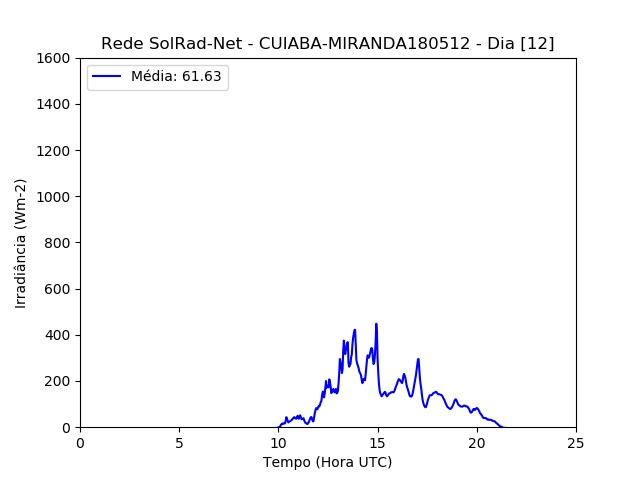 Rede SolRad-Net - CUIABA-MIRANDA180512 - Dia [12]
Média: 61.63
1600
1400
1200
1000
800
600
400
200
0
Irradiância (Wm-2)
0 5 10 15 20 25
Tempo (Hora UTC)